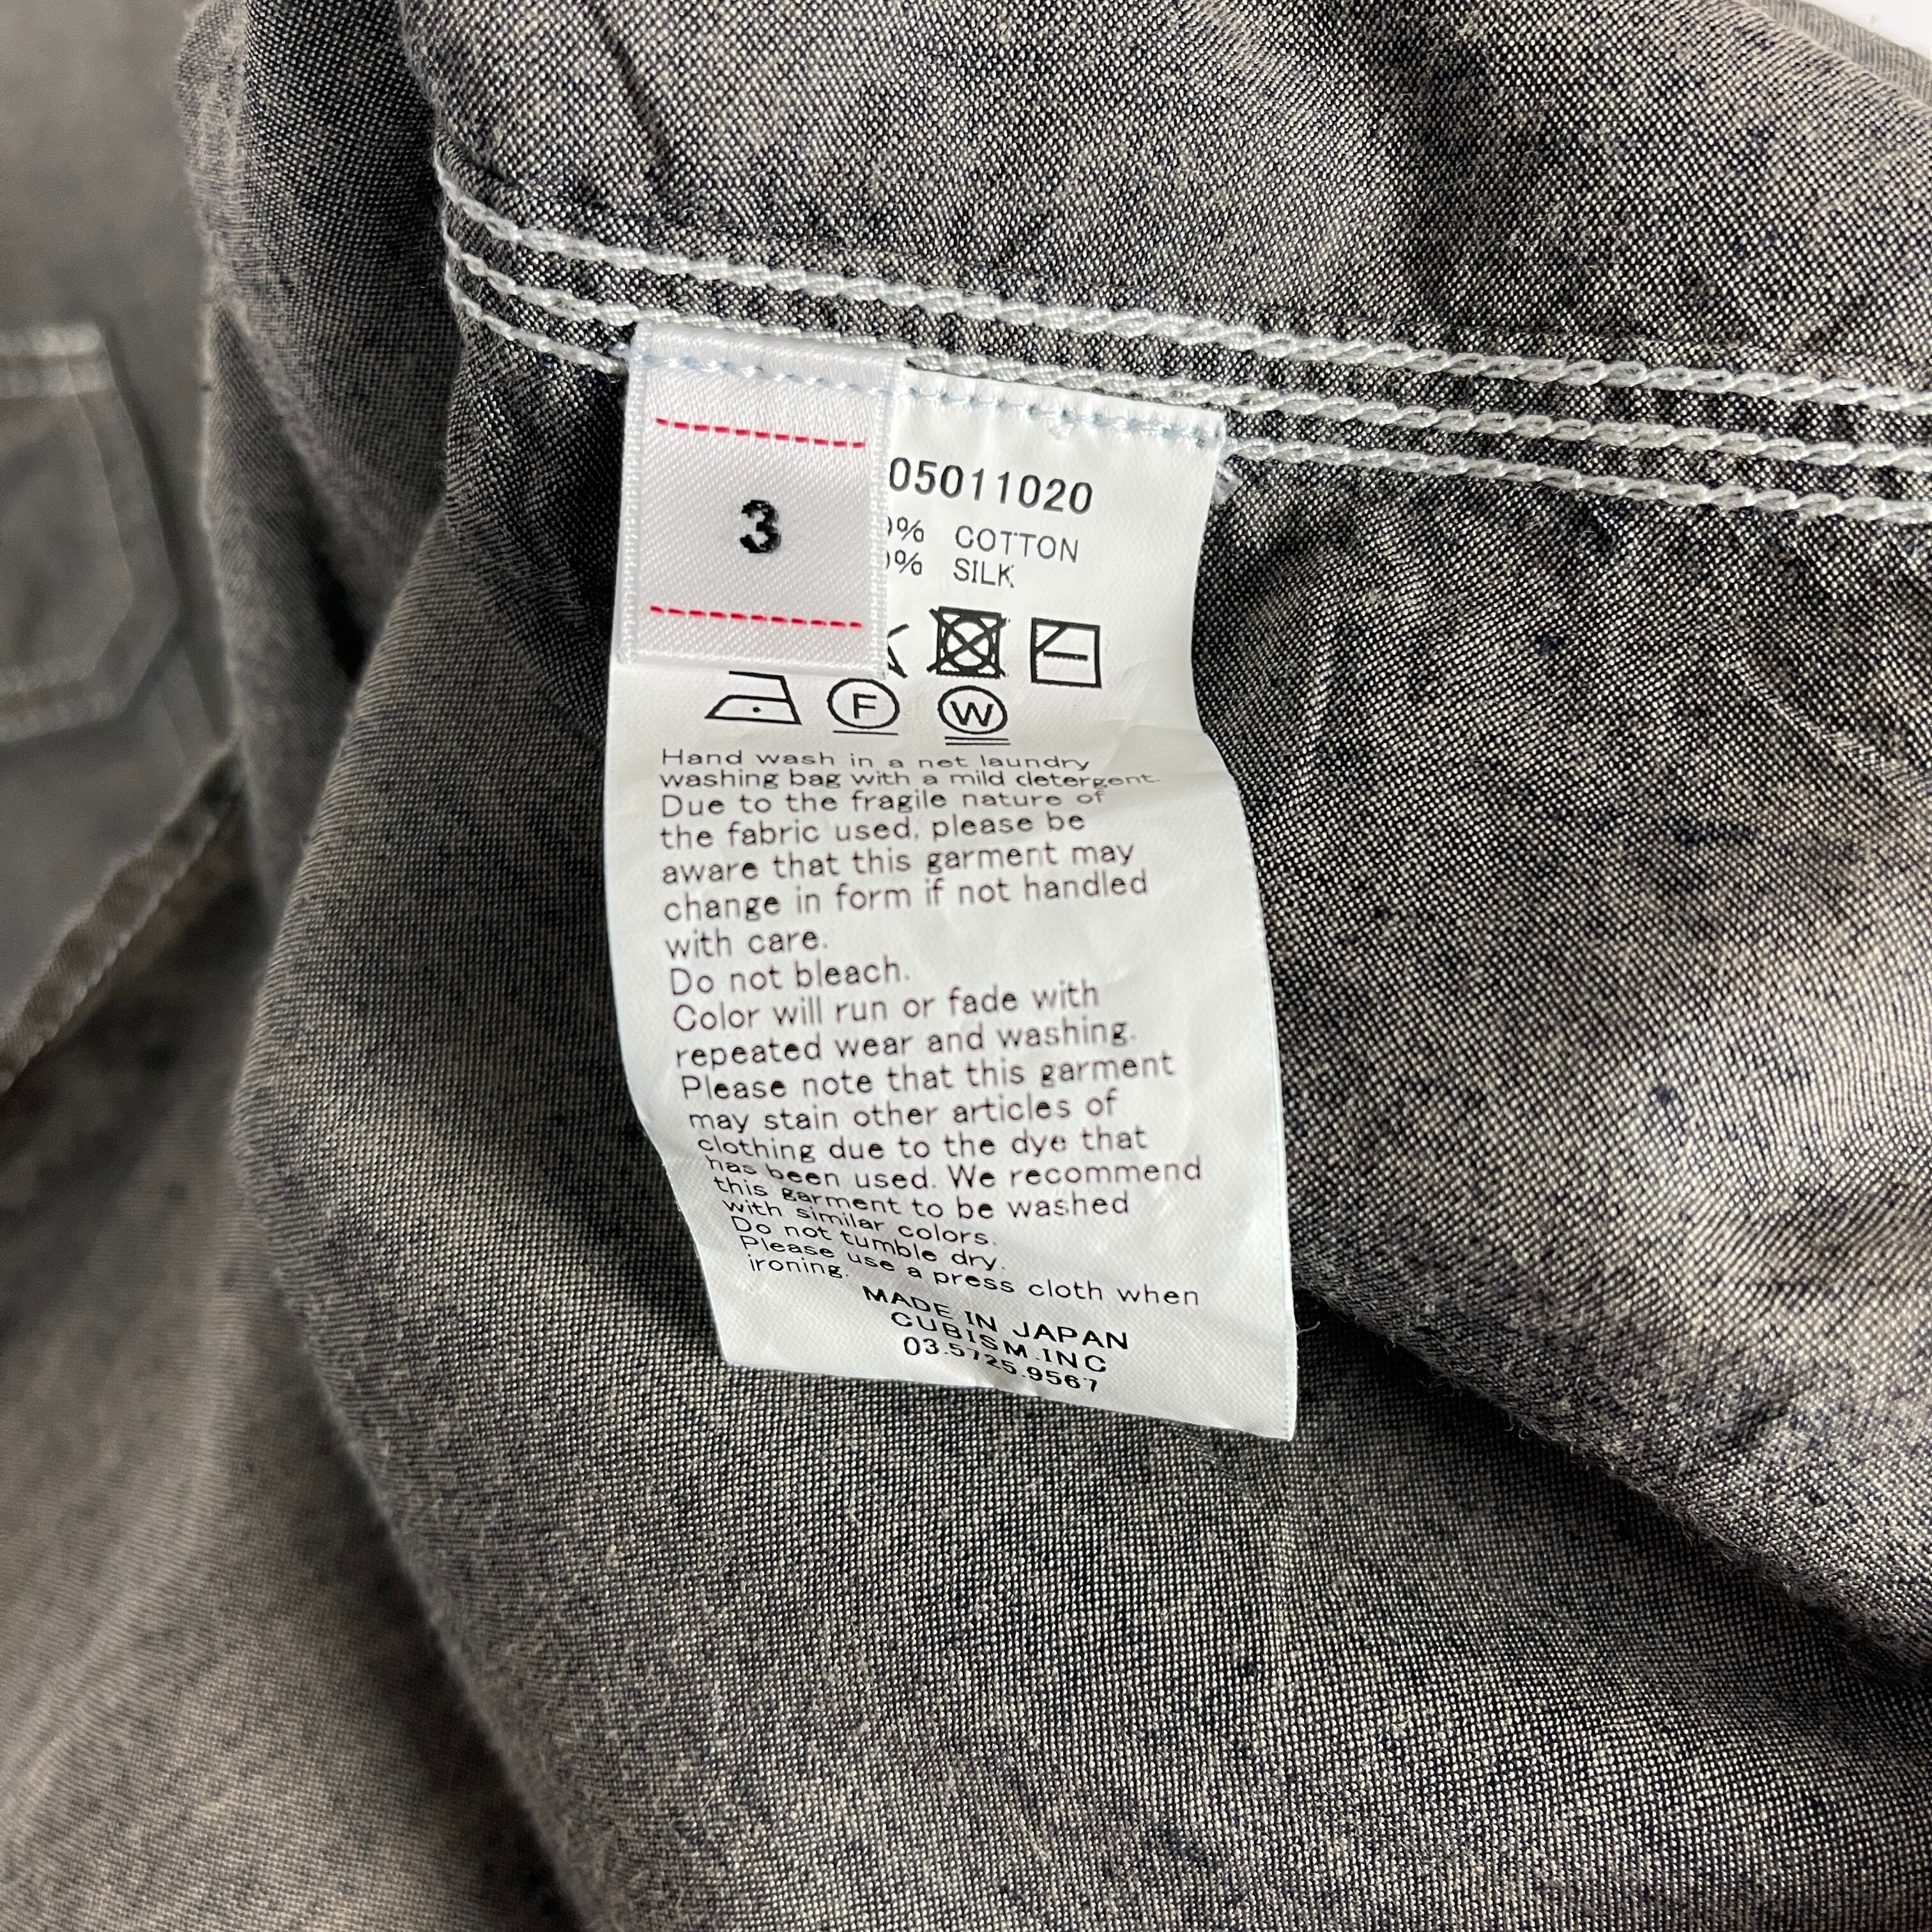 3
05011020
% COTTON
% SILK
F
W
Hand wash in a net laundry
washing bag with a mild detergent.
Due to the fragile nature of
the fabric used, please be
aware that this garment may
change in form if not handled
with care.
Do not bleach.
Color will run or fade with
repeated wear and washing.
Please note that this garment
may stain other articles of
clothing due to the dye that
has been used. We recommend
this garment to be washed
with similar colors.
Do not tumble dry.
Please use a press cloth when
ironing.
MADE IN JAPAN
CUBISM.INC
03.5725.9567